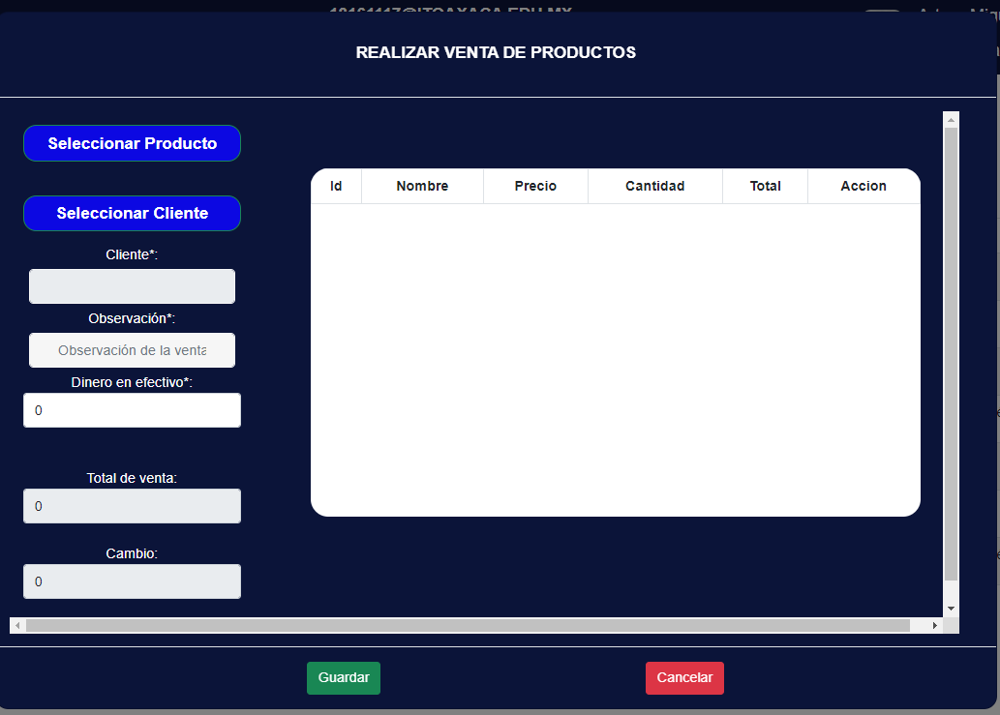 REALIZAR VENTA DE PRODUCTOS
Seleccionar Producto
Seleccionar Cliente
Cliente*:
Observación*:
Observación de la venta
Dinero en efectivo*:
0
Total de venta:
0
Cambio:
0
Id Nombre Precio Cantidad Total Accion
Guardar Cancelar